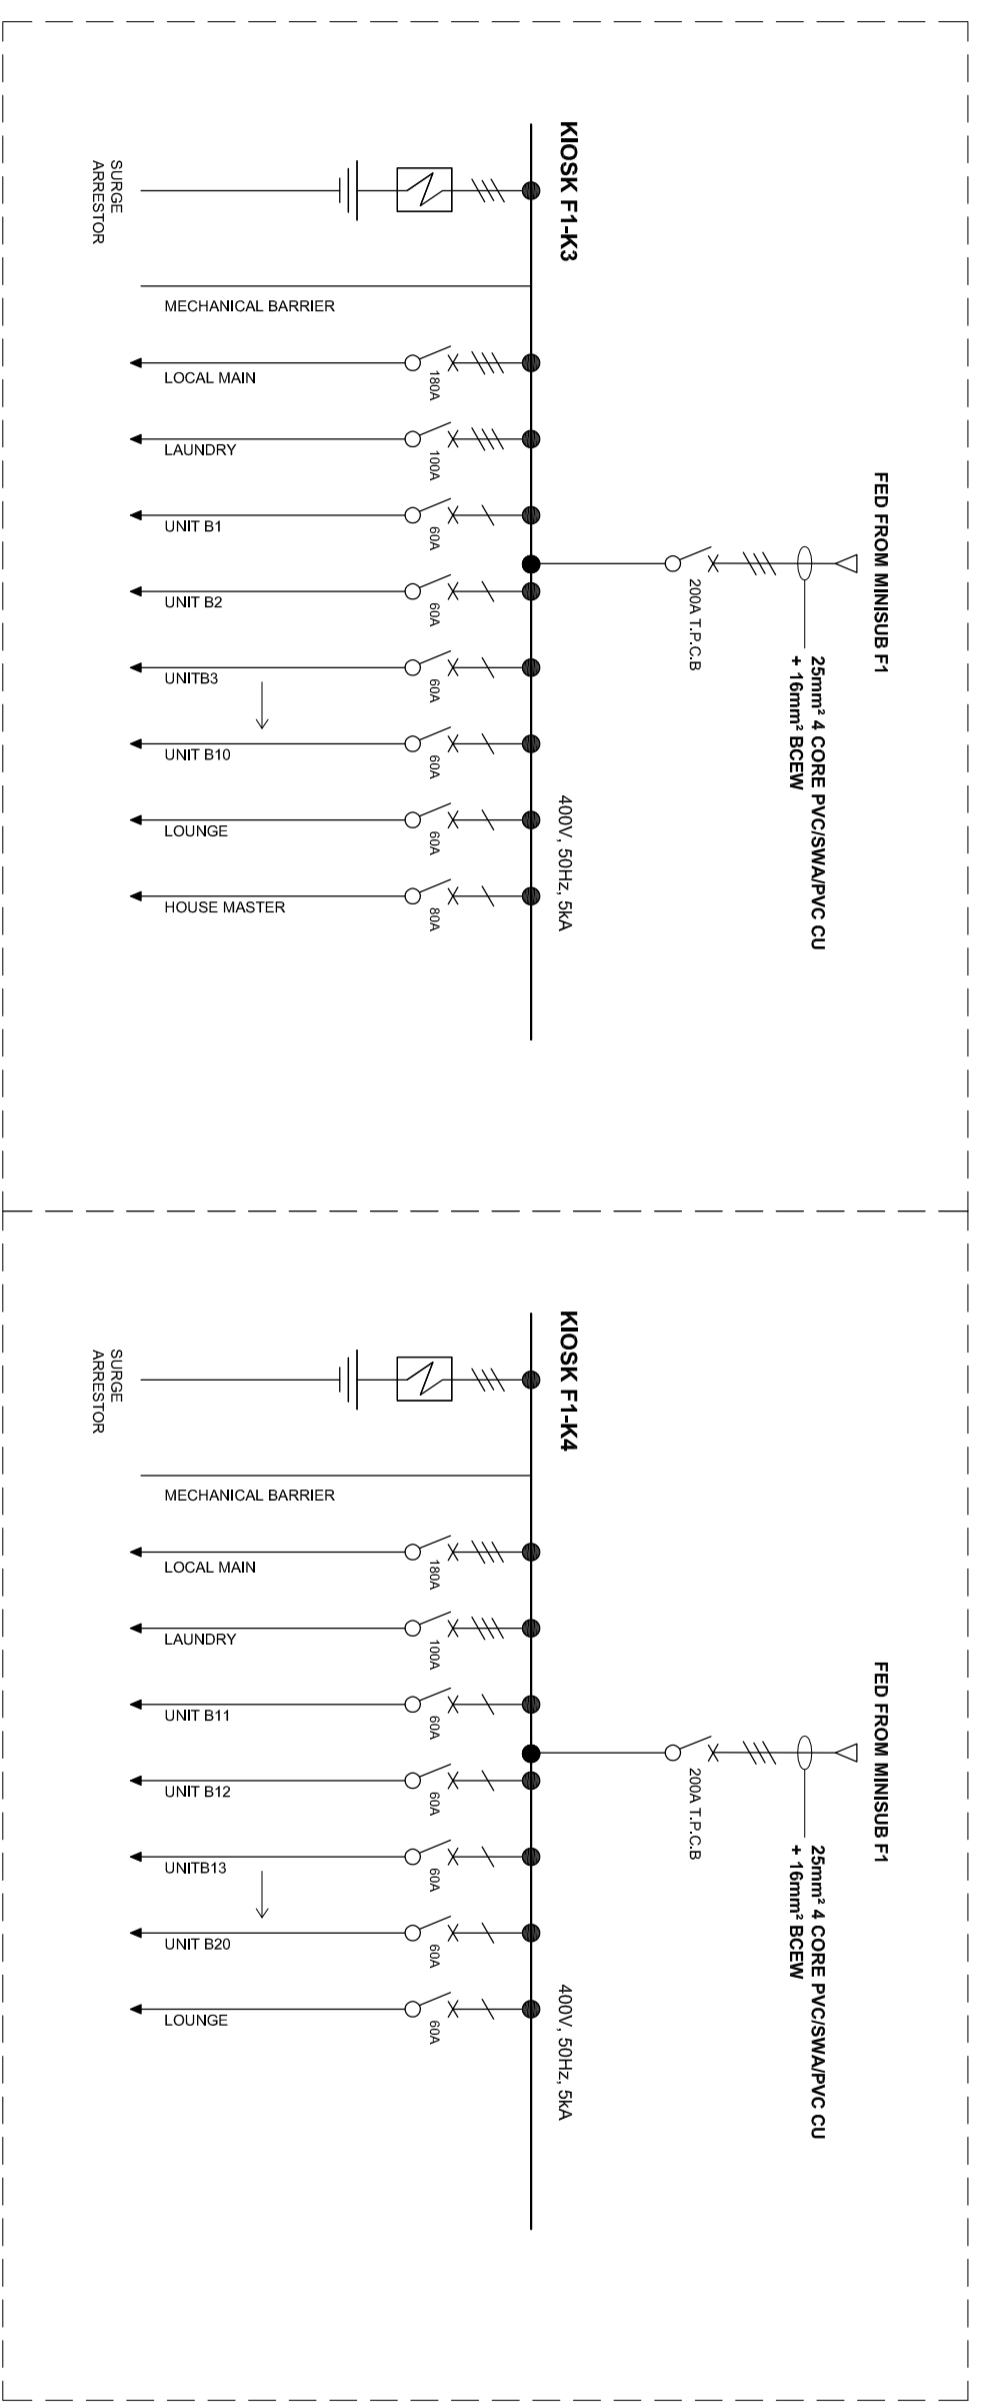 FED FROM MINISUB F1
25mm² 4 CORE PVC/SWA/PVC CU
+ 16mm² BCEW
200A T.P.C.B
KIOSK F1-K3
400V, 50Hz, 5kA
SURGE
ARRESTOR
MECHANICAL BARRIER
180A
LOCAL MAIN
100A
LAUNDRY
60A
UNIT B1
60A
UNIT B2
60A
UNITB3
60A
UNIT B10
60A
LOUNGE
80A
HOUSE MASTER
FED FROM MINISUB F1
25mm² 4 CORE PVC/SWA/PVC CU
+ 16mm² BCEW
200A T.P.C.B
KIOSK F1-K4
400V, 50Hz, 5kA
SURGE
ARRESTOR
MECHANICAL BARRIER
180A
LOCAL MAIN
100A
LAUNDRY
60A
UNIT B11
60A
UNIT B12
60A
UNITB13
60A
UNIT B20
60A
LOUNGE